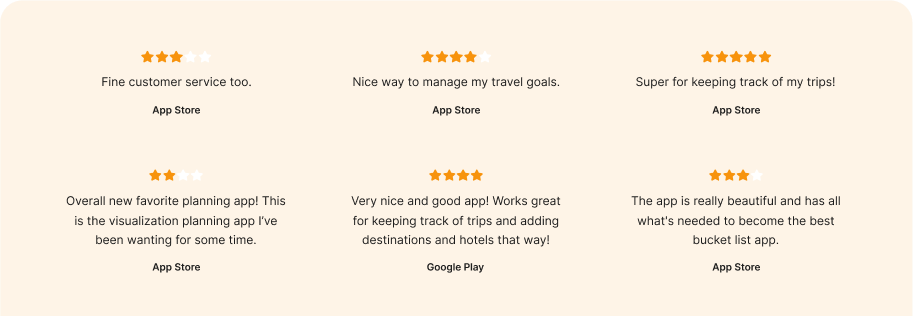 Fine customer service too.
App Store
Nice way to manage my travel goals.
App Store
Super for keeping track of my trips!
App Store
Overall new favorite planning app! This
is the visualization planning app I've
been wanting for some time.
App Store
Very nice and good app! Works great
for keeping track of trips and adding
destinations and hotels that way!
Google Play
The app is really beautiful and has all
what's needed to become the best
bucket list app.
App Store